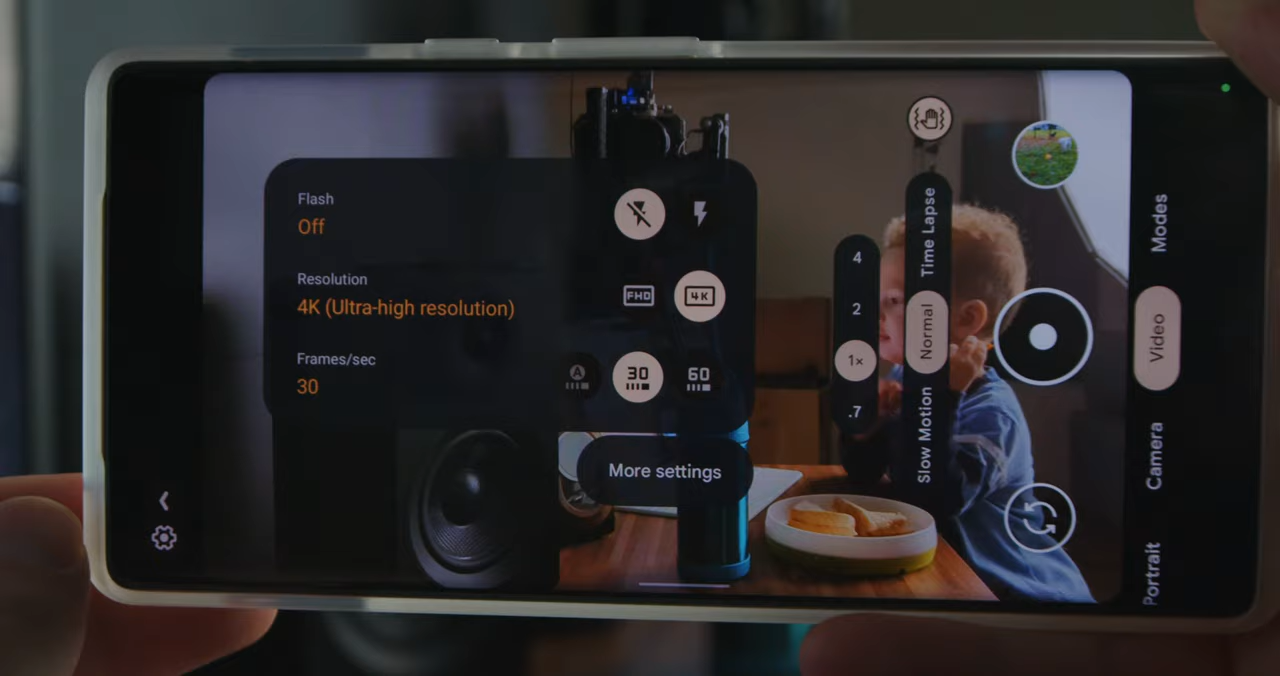 Flash
Off
Resolution
4K (Ultra-high resolution)
FHD
4K
Frames/sec
30
A
30
60
More settings
4
2
1×
.7
Time Lapse
Normal
Slow Motion
Modes
Video
Camera
Portrait